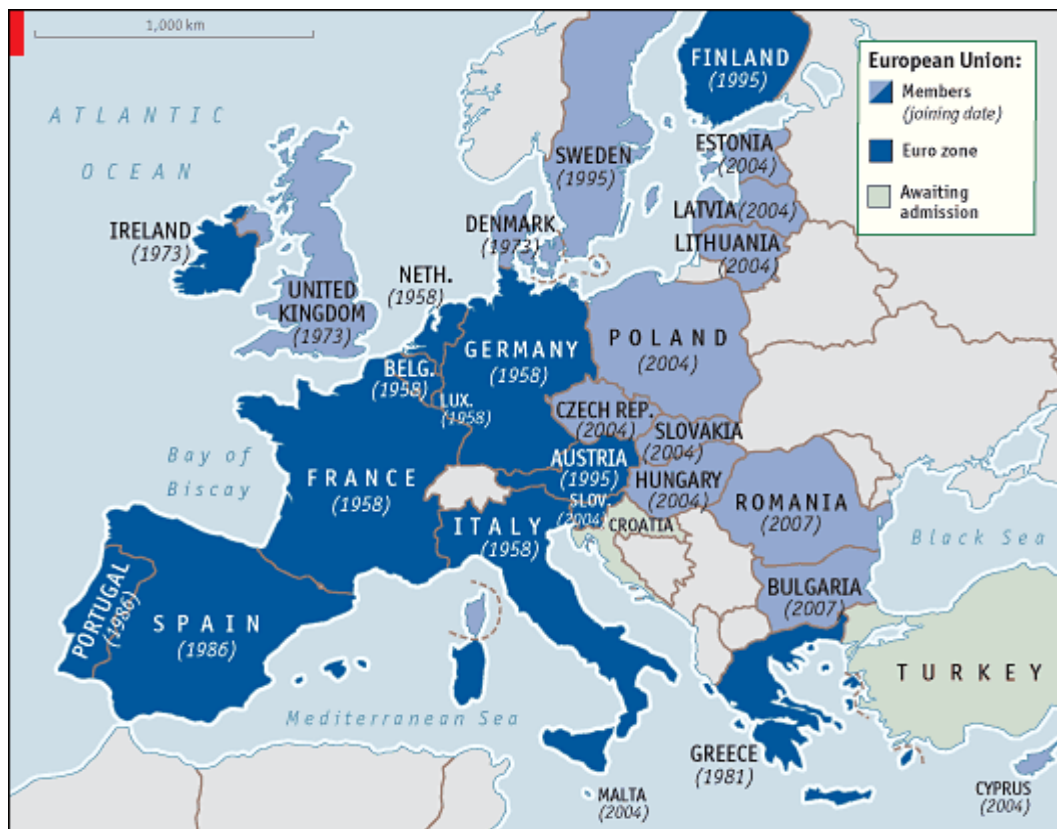 1,000 km
European Union:
Members
(joining date)
Euro zone
Awaiting
admission
ATLANTIC
OCEAN
FINLAND
(1995)
SWEDEN
(1995)
ESTONIA
(2004)
LATVIA (2004)
LITHUANIA
(2004)
IRELAND
(1973)
DENMARK
(1973)
UNITED
KINGDOM
(1973)
NETH.
(1958)
GERMANY
(1958)
POLAND
(2004)
BELG.
(1958)
LUX.
(1958)
CZECH REP.
(2004)
SLOVAKIA
(2004)
Bay of
Biscay
FRANCE
(1958)
AUSTRIA
(1995)
HUNGARY
(2004)
ROMANIA
(2007)
SLOV.
(2004)
CROATIA
ITALY
(1958)
Black Sea
BULGARIA
(2007)
PORTUGAL
(1986)
SPAIN
(1986)
TURKEY
Mediterranean Sea
GREECE
(1981)
MALTA
(2004)
CYPRUS
(2004)